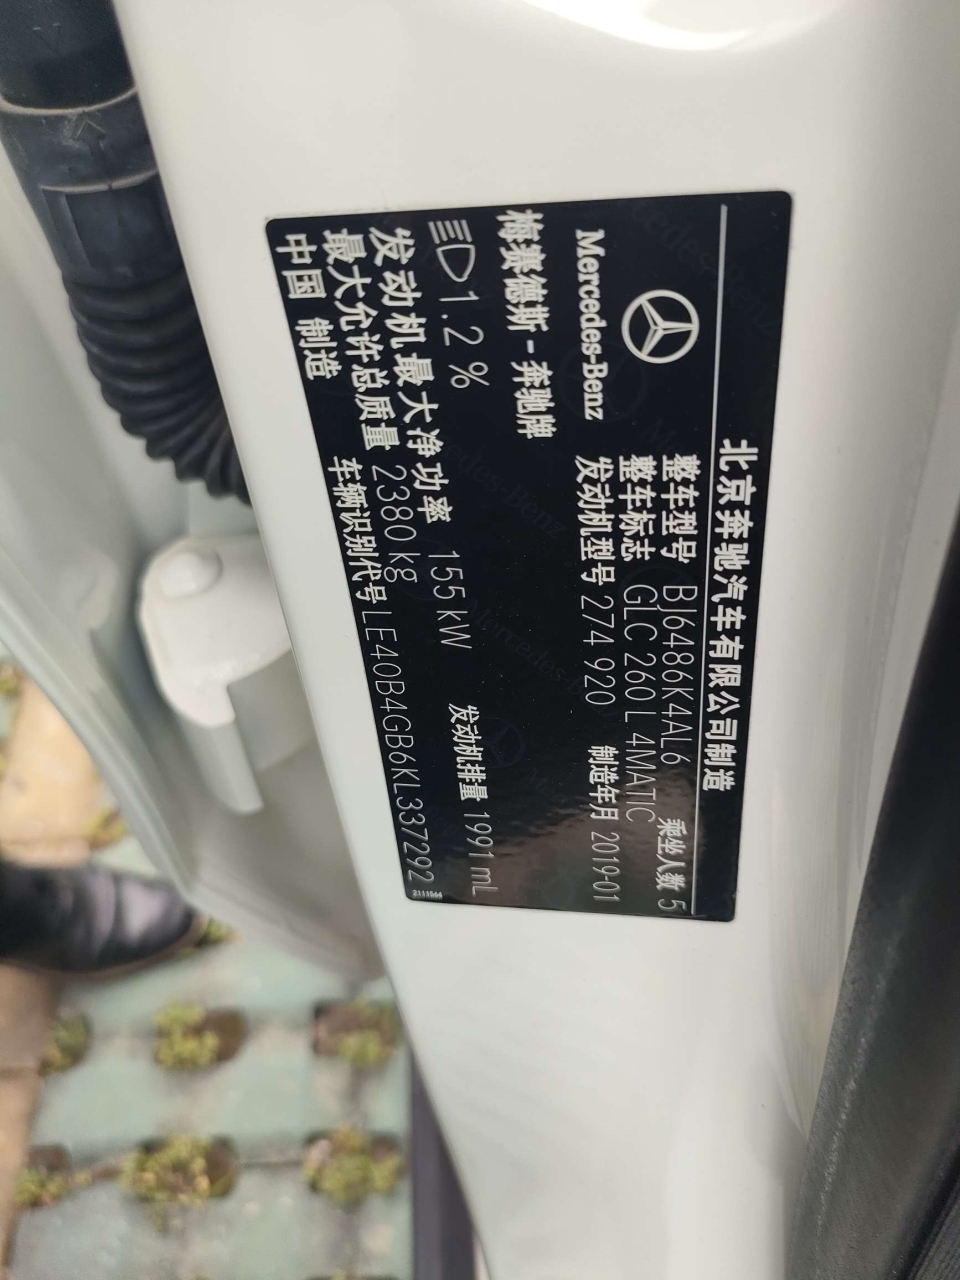 北京奔驰汽车有限公司制造
Mercedes-Benz
整车型号 BJ6486K4AL6 乘坐人数 5
整车标志 GLC 260 L 4MATIC
发动机型号 274 920 制造年月 2019-01
梅赛德斯-奔驰牌
1.2 %
发动机最大净功率 155 kW 发动机排量 1991 mL
最大允许总质量 2380 kg
中国 制造 车辆识别代号 LE40B4GB6KL337292
2111564